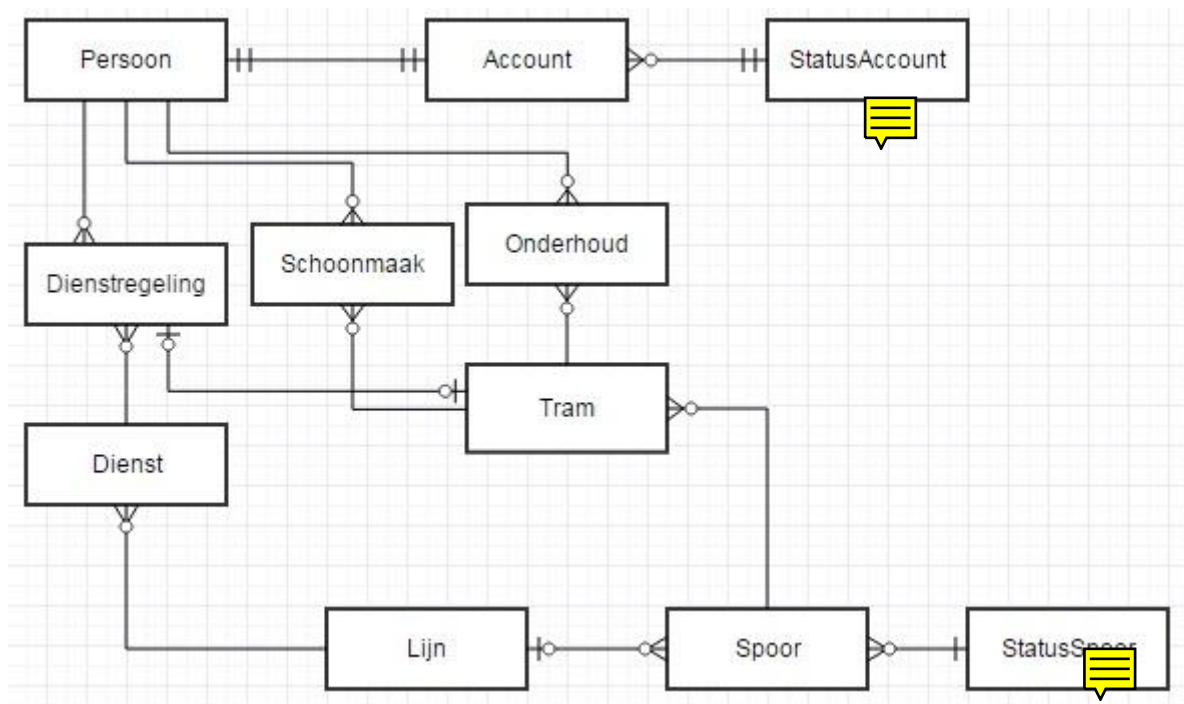 Persoon
Account
StatusAccount
Onderhoud
Schoonmaak
Dienstregeling
Tram
Dienst
Lijn
Spoor
StatusSpoor